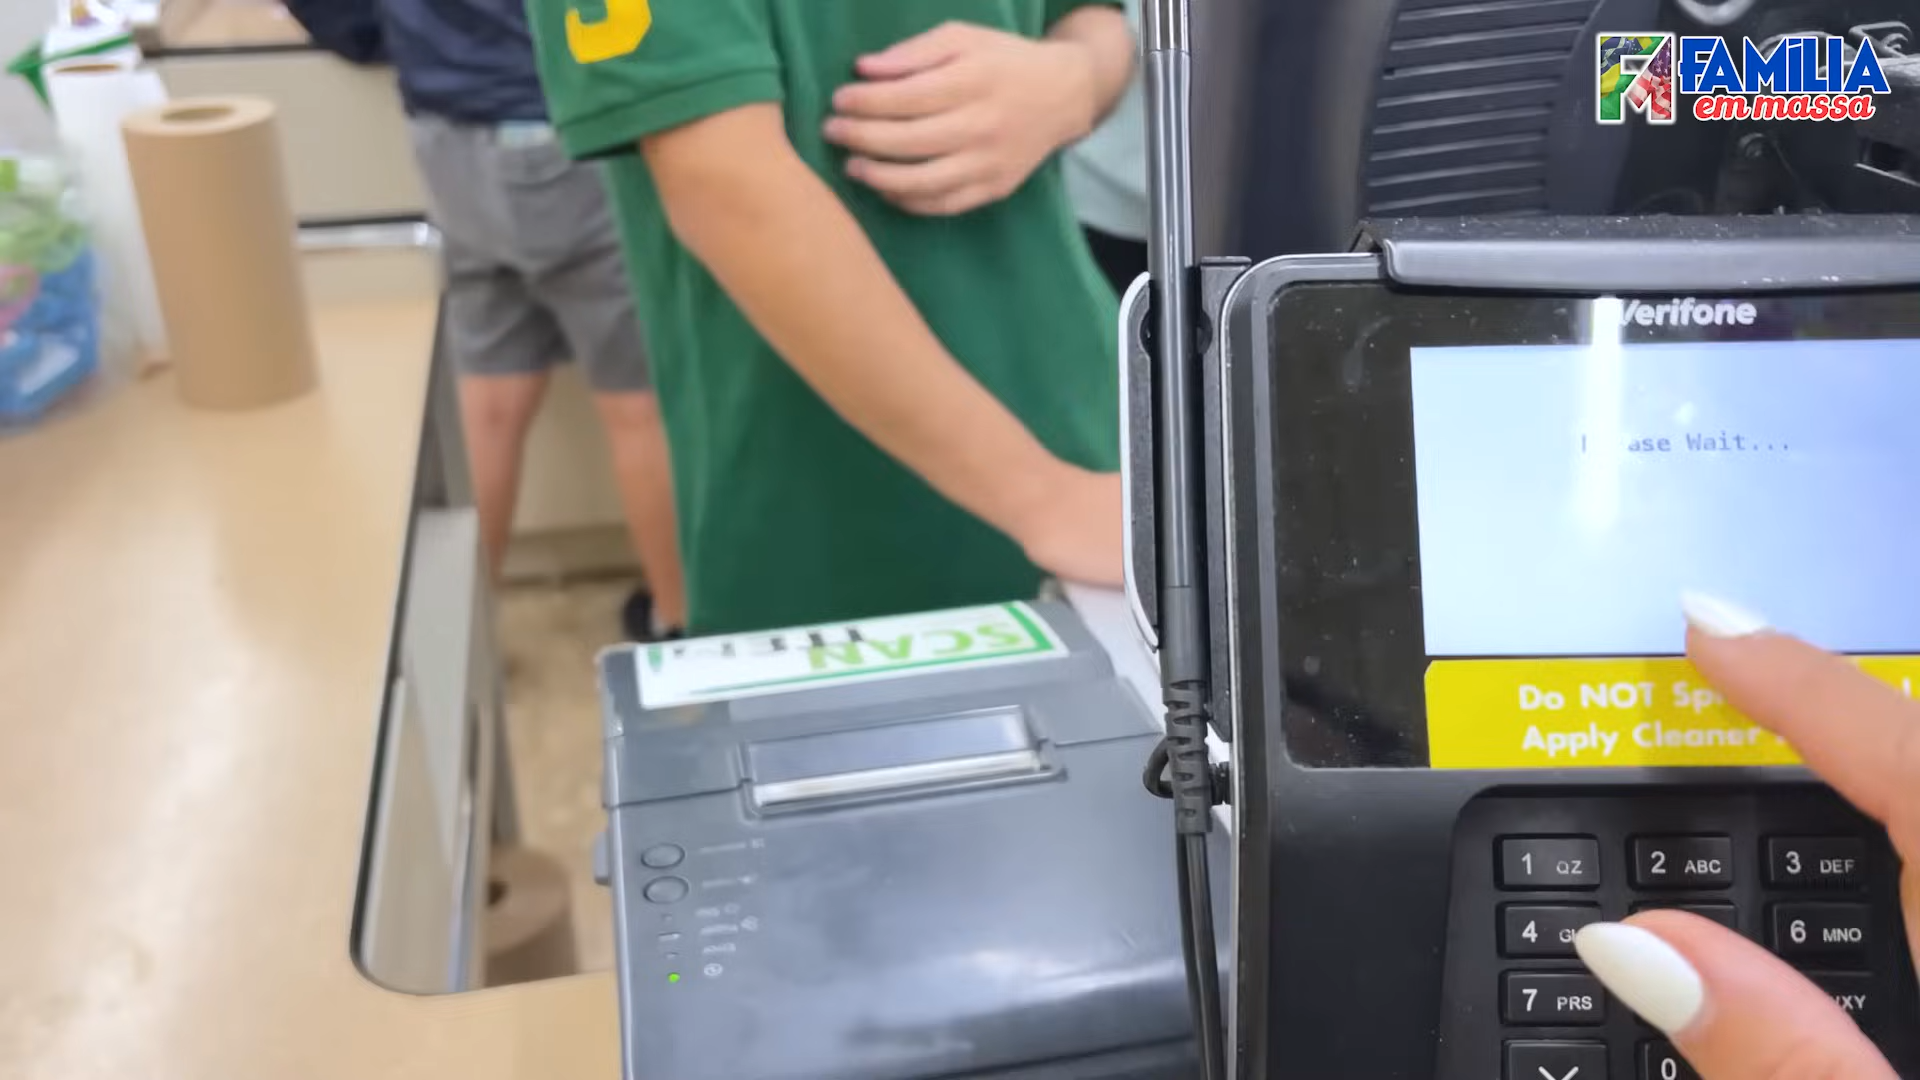 FAMiLIA
em massa
Verifone
ase Wait...
Do NOT
Apply Cleaner
SCAN
ITEM
1 QZ
2 ABC
3 DEF
4
6 MNO
7 PRS
0